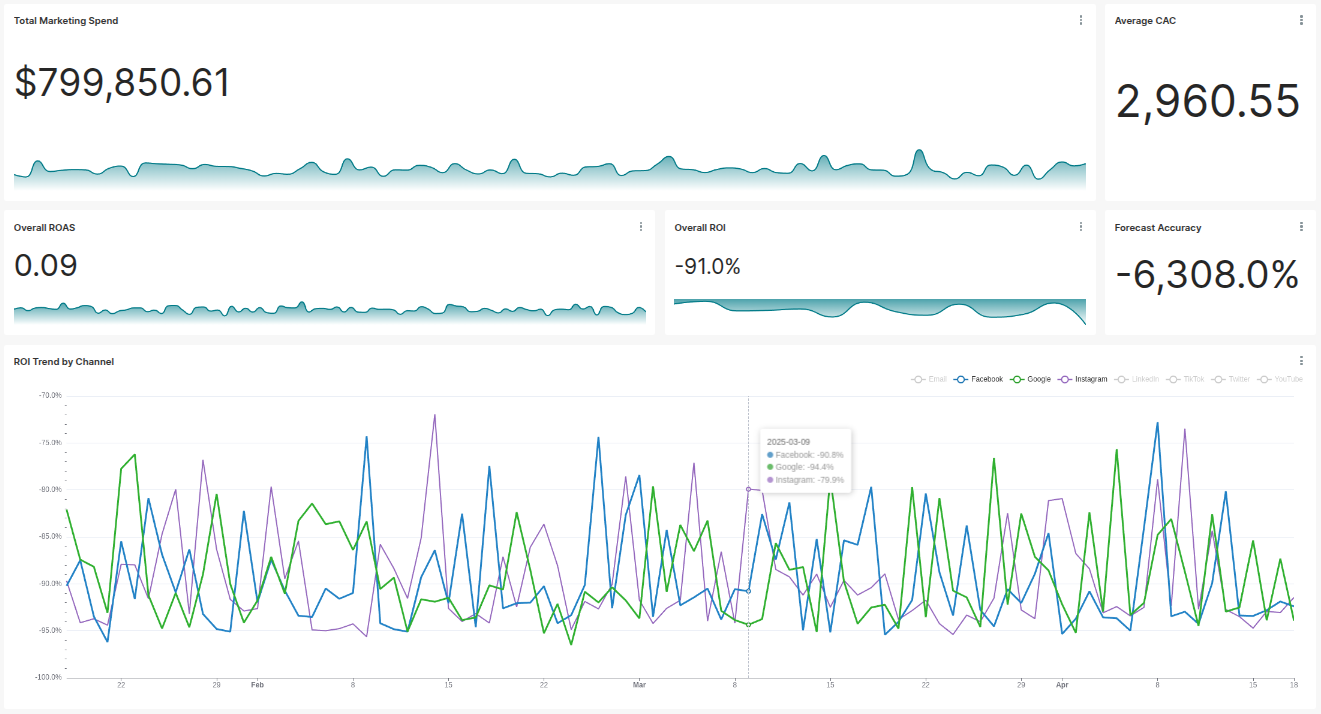 Total Marketing Spend
$799,850.61
Average CAC
2,960.55
Overall ROAS
0.09
Overall ROI
-91.0%
Forecast Accuracy
-6,308.0%
ROI Trend by Channel
Email Facebook Google Instagram LinkedIn TikTok Twitter YouTube
-70.0%
-75.0%
-80.0%
-85.0%
-90.0%
-95.0%
-100.0%
2025-03-09
Facebook: -90.8%
Google: -94.4%
Instagram: -79.9%
22 29 Feb 8 15 22 Mar 8 15 22 29 Apr 8 15 18